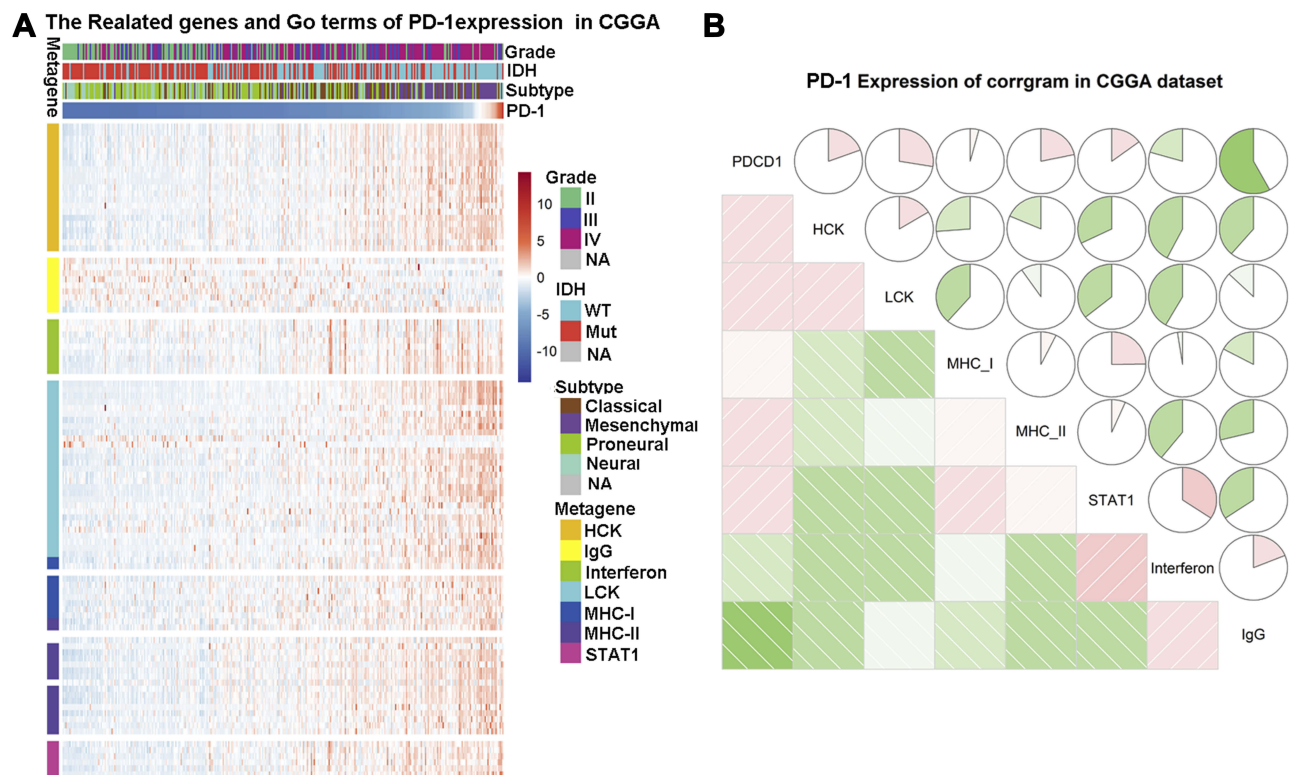 A
The Realated genes and Go terms of PD-1expression in CGGA
Metagene
Grade
IDH
Subtype
PD-1
10
5
0
-5
-10
Grade
II
III
IV
NA
IDH
WT
Mut
NA
Subtype
Classical
Mesenchymal
Proneural
Neural
NA
Metagene
HCK
IgG
Interferon
LCK
MHC-I
MHC-II
STAT1
B
PD-1 Expression of corrgram in CGGA dataset
PDCD1
HCK
LCK
MHC_I
MHC_II
STAT1
Interferon
IgG